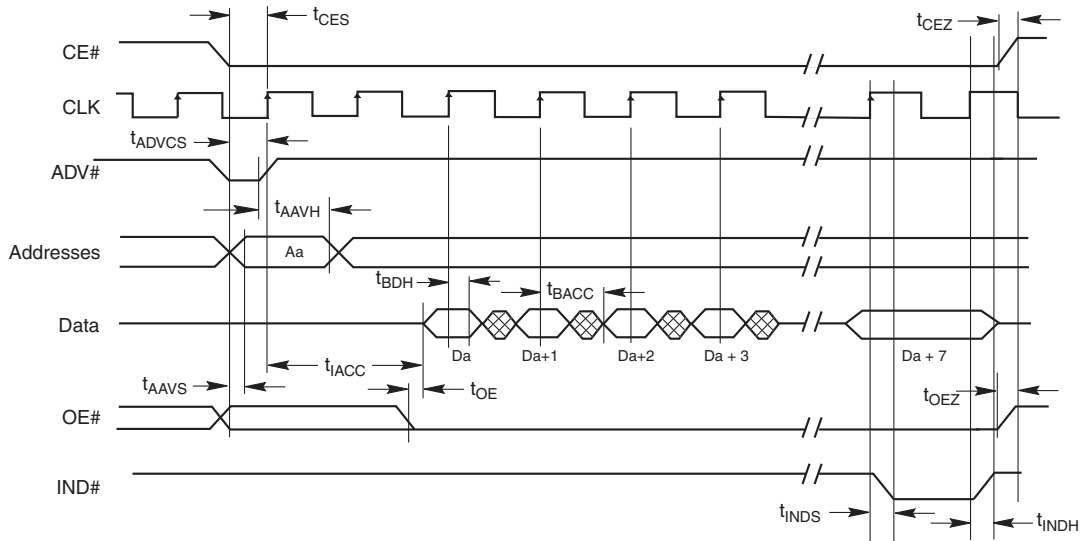 tCES
tCEZ
CE#
CLK
tADVCS
ADV#
tAAVH
Addresses
Aa
tBDH
tBACC
Data
Da
Da+1
Da+2
Da + 3
Da + 7
tIACC
tAAVS
tOE
tOEZ
OE#
IND#
tINDS
tINDH